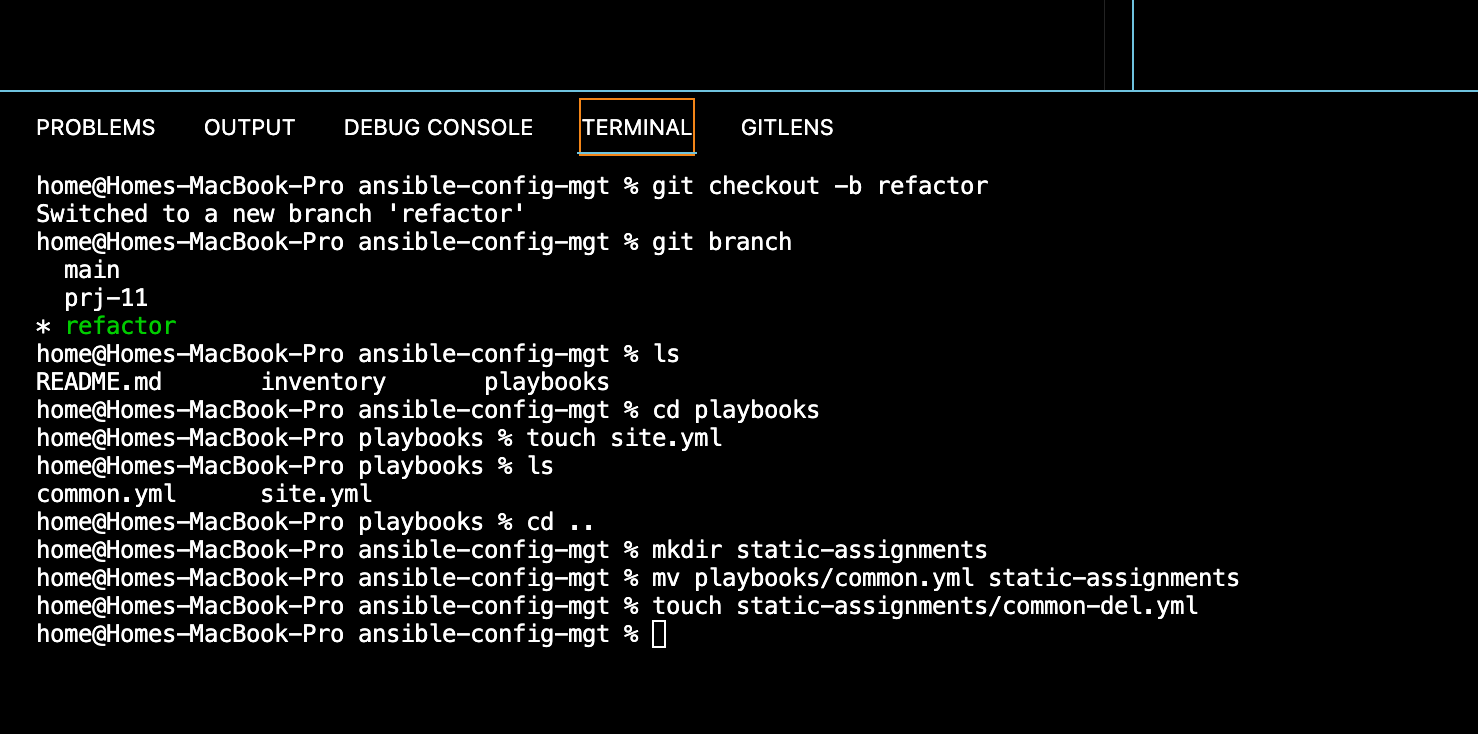 PROBLEMS OUTPUT DEBUG CONSOLE TERMINAL GITLENS
home@Homes-MacBook-Pro ansible-config-mgt % git checkout -b refactor
Switched to a new branch 'refactor'
home@Homes-MacBook-Pro ansible-config-mgt % git branch
  main
  prj-11
* refactor
home@Homes-MacBook-Pro ansible-config-mgt % ls
README.md       inventory       playbooks
home@Homes-MacBook-Pro ansible-config-mgt % cd playbooks
home@Homes-MacBook-Pro playbooks % touch site.yml
home@Homes-MacBook-Pro playbooks % ls
common.yml      site.yml
home@Homes-MacBook-Pro playbooks % cd ..
home@Homes-MacBook-Pro ansible-config-mgt % mkdir static-assignments
home@Homes-MacBook-Pro ansible-config-mgt % mv playbooks/common.yml static-assignments
home@Homes-MacBook-Pro ansible-config-mgt % touch static-assignments/common-del.yml
home@Homes-MacBook-Pro ansible-config-mgt %